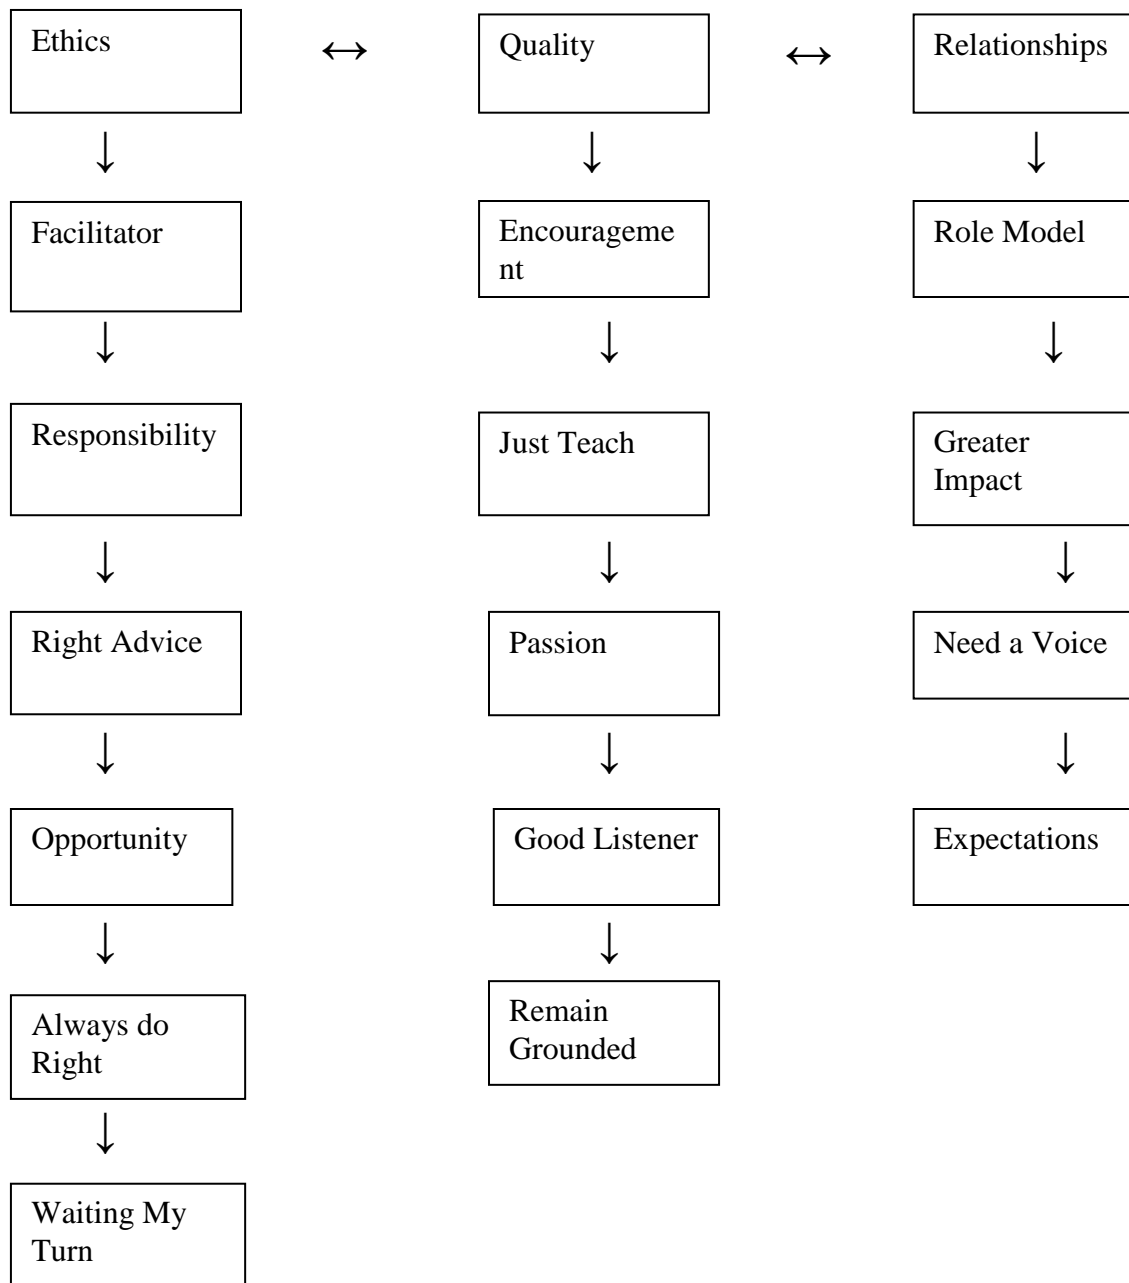 Ethics
↔
Quality
↔
Relationships
↓
↓
↓
Facilitator
Encourageme
nt
Role Model
↓
↓
↓
Responsibility
Just Teach
Greater
Impact
↓
↓
↓
Right Advice
Passion
Need a Voice
↓
↓
↓
Opportunity
Good Listener
Expectations
↓
↓
Always do
Right
Remain
Grounded
↓
Waiting My
Turn